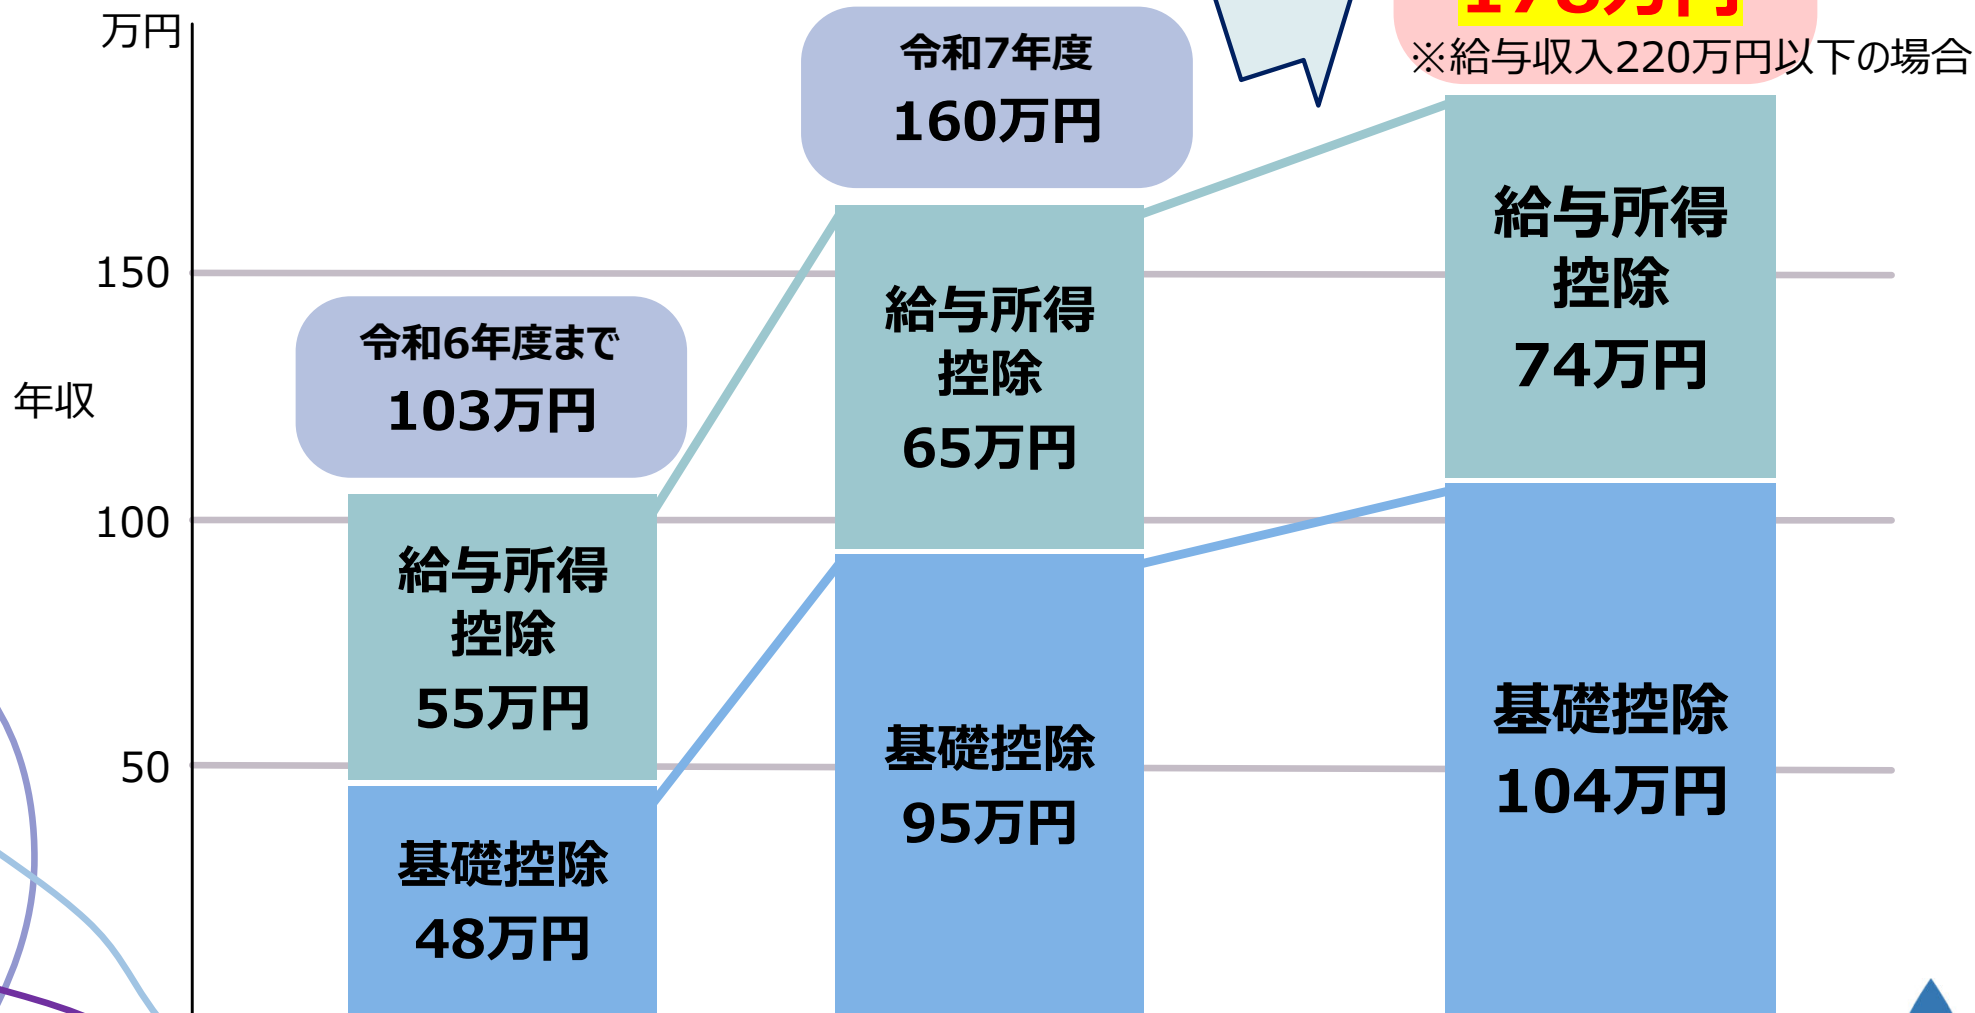 万円
令和7年度
160万円
178万円
※給与収入220万円以下の場合
150
令和6年度まで
103万円
年収
100
50
給与所得
控除
55万円
基礎控除
48万円
給与所得
控除
65万円
基礎控除
95万円
給与所得
控除
74万円
基礎控除
104万円